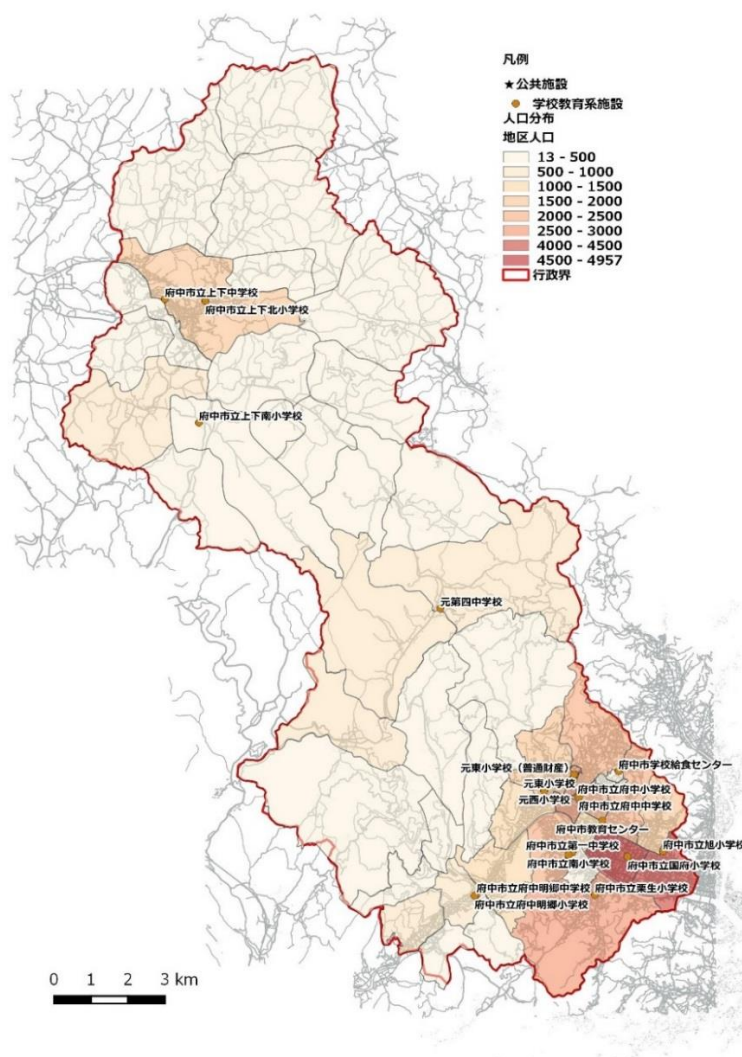 凡例
★公共施設
学校教育系施設
人口分布
地区人口
13 - 500
500 - 1000
1000 - 1500
1500 - 2000
2000 - 2500
2500 - 3000
4000 - 4500
4500 - 4957
行政界
府中市立上下中学校
府中市立上下北小学校
府中市立上下南小学校
元第四中学校
元東小学校（普通財産）
府中市学校給食センター
元東小学校
府中市立府中小学校
元西小学校
府中市立府中中学校
府中市教育センター
府中市立第一中学校
府中市立旭小学校
府中市立南小学校
府中市立国府小学校
府中市立府中明郷中学校
府中市立栗生小学校
府中市立府中明郷小学校
0 1 2 3 km